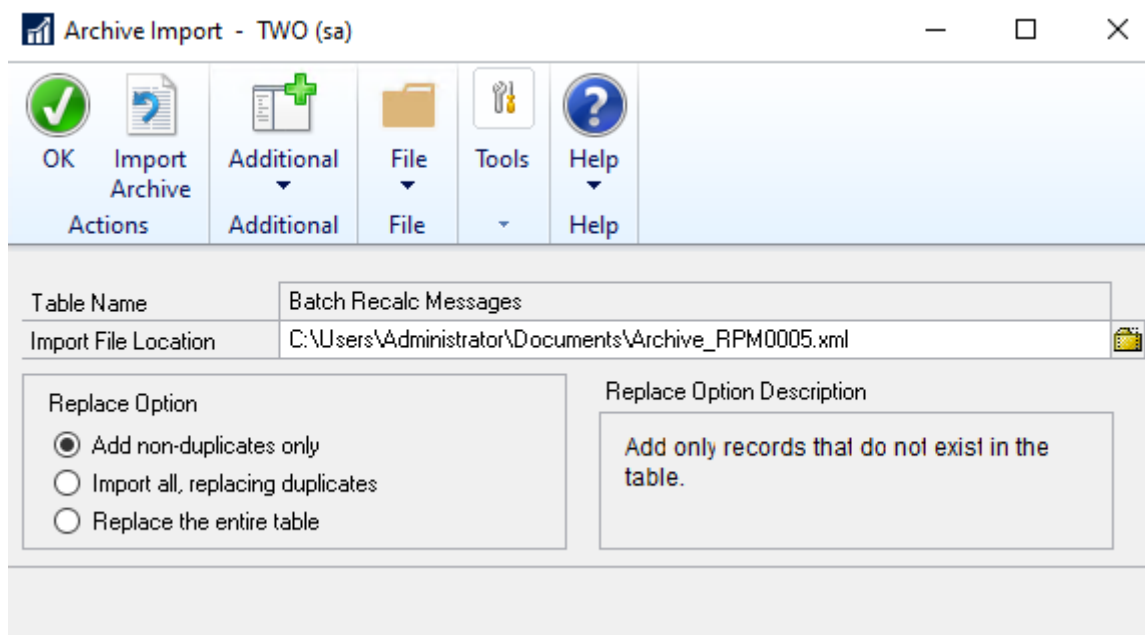 Archive Import - TWO (sa)
OK
Import Archive
Additional
File
Tools
Help
Actions
Additional
File
Help
Table Name
Batch Recalc Messages
Import File Location
C:\Users\Administrator\Documents\Archive_RPM0005.xml
Replace Option
Add non-duplicates only
Import all, replacing duplicates
Replace the entire table
Replace Option Description
Add only records that do not exist in the
table.